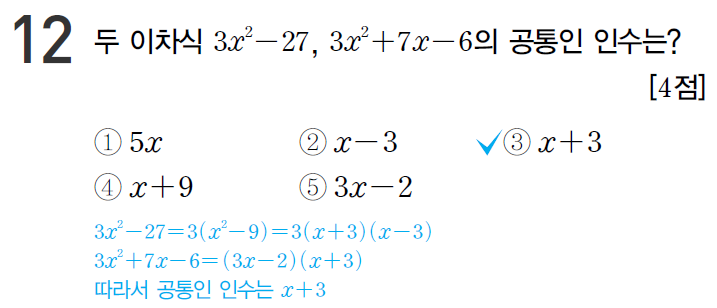 12 두 이차식 3x²-27, 3x²+7x-6의 공통인 인수는?
[4점]
① 5x ② x-3 ✓③ x+3
④ x+9 ⑤ 3x-2
3x²-27=3(x²-9)=3(x+3)(x-3)
3x²+7x-6=(3x-2)(x+3)
따라서 공통인 인수는 x+3